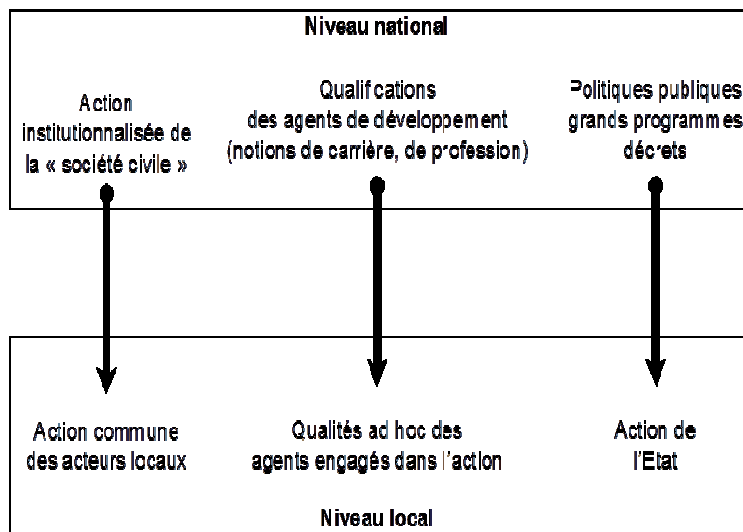 Niveau national
Action
institutionnalisée de
la « société civile »
Qualifications
des agents de développement
(notions de carrière, de profession)
Politiques publiques
grands programmes
décrets
Action commune
des acteurs locaux
Qualités ad hoc des
agents engagés dans l'action
Action de
l'Etat
Niveau local